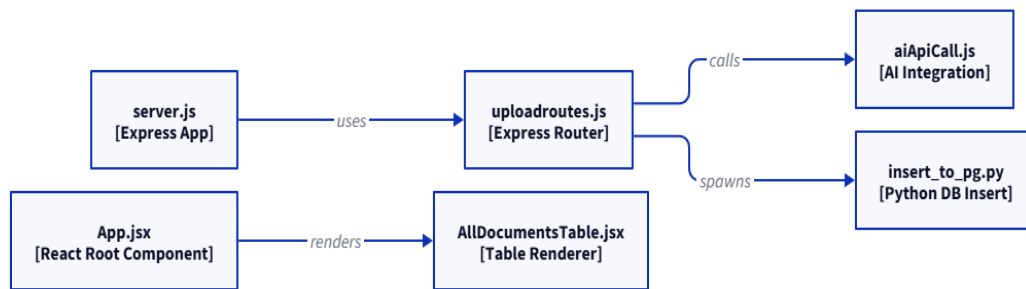 server.js
[Express App]
uses
uploadroutes.js
[Express Router]
calls
aiApiCall.js
[AI Integration]
spawns
insert_to_pg.py
[Python DB Insert]
App.jsx
[React Root Component]
renders
AllDocumentsTable.jsx
[Table Renderer]